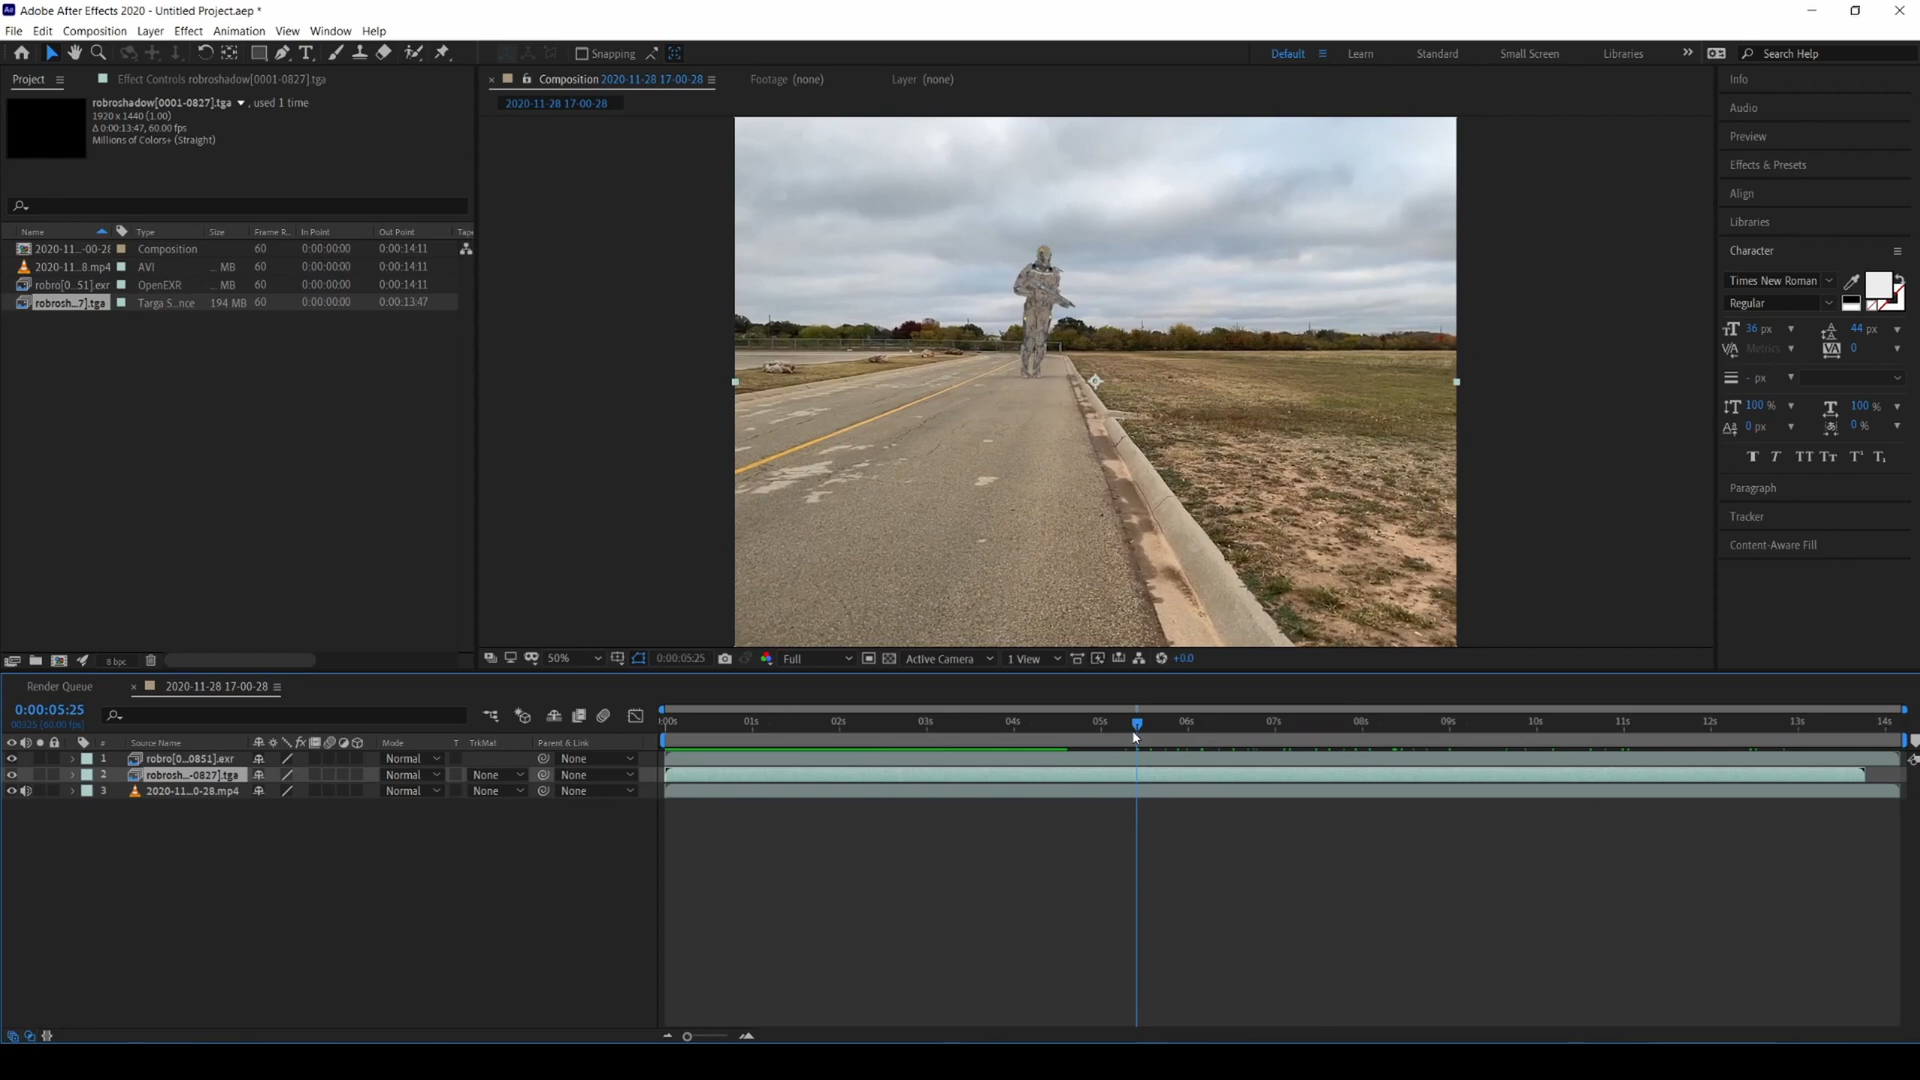 Adobe After Effects 2020 - Untitled Project.aep *
File Edit Composition Layer Effect Animation View Window Help
Snapping Default Learn Standard Small Screen Libraries Search Help
Project Effect Controls robroshadow[0001-0827].tga
robroshadow[0001-0827].tga , used 1 time
1920 x 1440 (1.00)
Δ 0:00:13:47, 60.00 fps
Millions of Colors+ (Straight)
Name Type Size Frame R.. In Point Out Point Tape
2020-11...-00-28 Composition 60 0:00:00:00 0:00:14:11
2020-11...8.mp4 AVI ... MB 60 0:00:00:00 0:00:14:11
robro[0...51].exr OpenEXR ... MB 60 0:00:00:00 0:00:14:11
robrosh...7].tga Targa S...nce 194 MB 60 0:00:00:00 0:00:13:47
8 bpc
Composition 2020-11-28 17-00-28 Footage (none) Layer (none)
2020-11-28 17-00-28
50% 0:00:05:25 Full Active Camera 1 View +0.0
Info
Audio
Preview
Effects & Presets
Align
Libraries
Character
Times New Roman
Regular
36 px 44 px
Metrics 0
- px
100 % 100 %
0 px 0 %
Paragraph
Tracker
Content-Aware Fill
Render Queue 2020-11-28 17-00-28
0:00:05:25
00325 (60.00 fps)
:00s 01s 02s 03s 04s 05s 06s 07s 08s 09s 10s 11s 12s 13s 14s
# Source Name Mode T TrkMat Parent & Link
1 robro[0...0851].exr Normal None
2 robrosh...-0827].tga Normal None None
3 2020-11...0-28.mp4 Normal None None